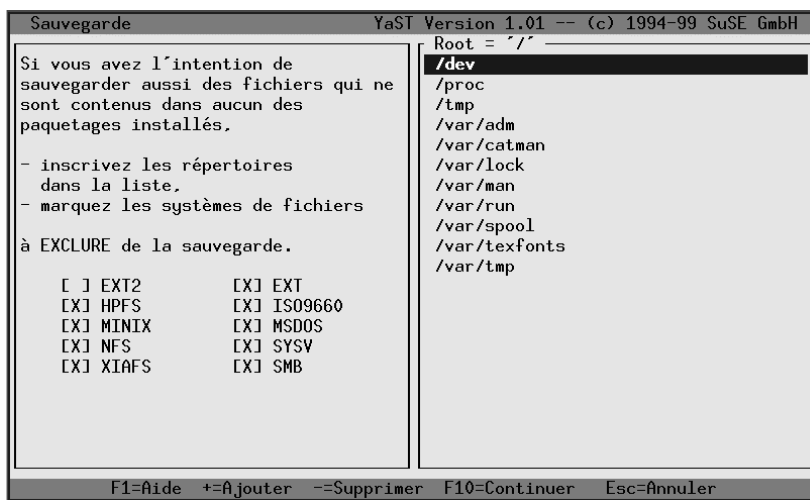 Sauvegarde YaST Version 1.01 -- (c) 1994-99 SuSE GmbH
Si vous avez l´intention de
sauvegarder aussi des fichiers qui ne
sont contenus dans aucun des
paquetages installés,
- inscrivez les répertoires
dans la liste,
- marquez les systèmes de fichiers
à EXCLURE de la sauvegarde.
[ ] EXT2 [X] EXT
[X] HPFS [X] ISO9660
[X] MINIX [X] MSDOS
[X] NFS [X] SYSV
[X] XIAFS [X] SMB
Root = ´/´
/dev
/proc
/tmp
/var/adm
/var/catman
/var/lock
/var/man
/var/run
/var/spool
/var/texfonts
/var/tmp
F1=Aide +=Ajouter -=Supprimer F10=Continuer Esc=Annuler